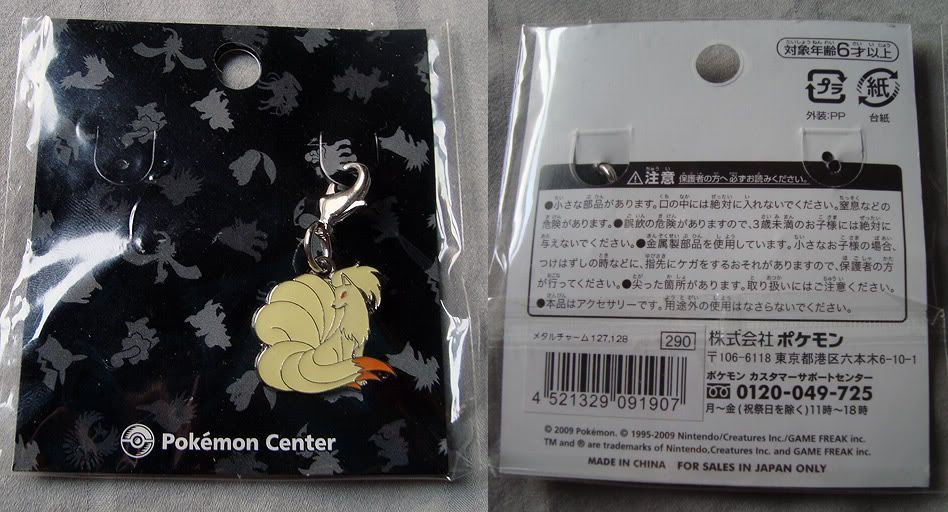 Pokémon Center
対象年齢6才以上
プラ
紙
外装:PP
台紙
注意 保護者の方へ必ずお読みください。
●小さな部品があります。口の中には絶対に入れないでください。窒息などの
危険があります。●誤飲の危険がありますので、3歳未満のお子様には絶対に
与えないでください。●金属製部品を使用しています。小さなお子様の場合、
つけはずしの時などに、指先にケガをするおそれがありますので、保護者の方
が行ってください。●尖った箇所があります。取り扱いにはご注意ください。
●本品はアクセサリーです。用途外の使用はなさらないでください。
メタルチャーム127,128
290
株式会社ポケモン
〒106-6118 東京都港区六本木6-10-1
ポケモン カスタマーサポートセンター
0120-049-725
月~金(祝祭日を除く)11時~18時
4 521329 091907
© 2009 Pokémon. © 1995-2009 Nintendo/Creatures Inc./GAME FREAK inc.
TM and ® are trademarks of Nintendo,Creatures Inc. and GAME FREAK inc.
MADE IN CHINA FOR SALES IN JAPAN ONLY